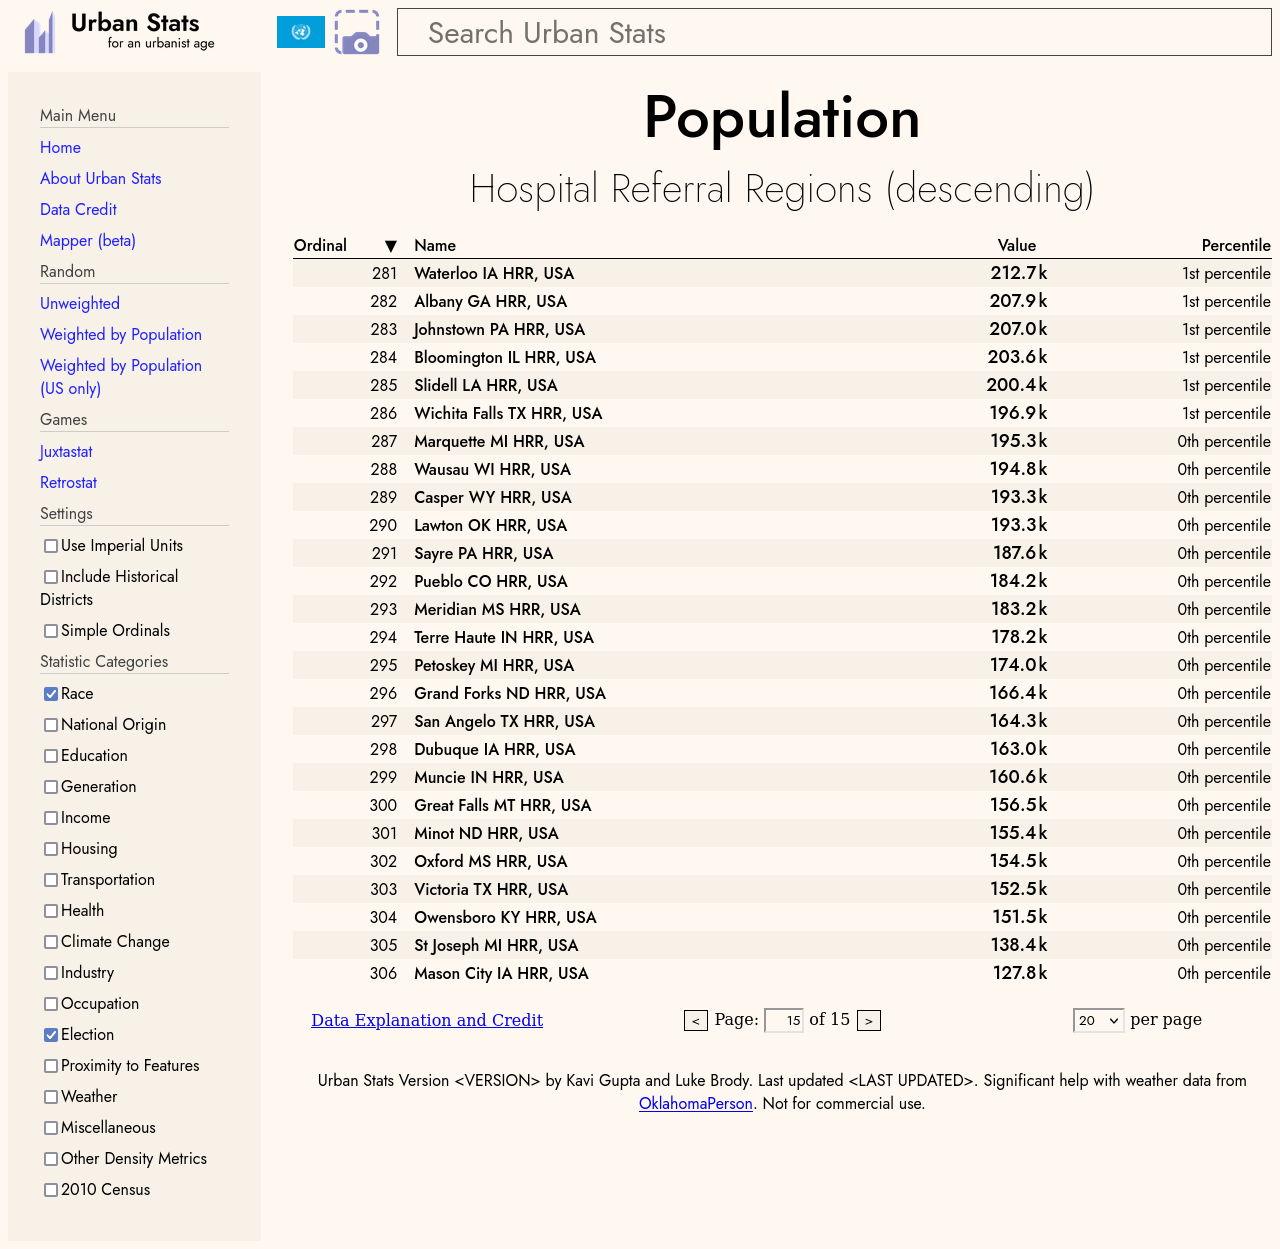 Urban Stats
for an urbanist age
Search Urban Stats
Main Menu
Home
About Urban Stats
Data Credit
Mapper (beta)
Random
Unweighted
Weighted by Population
Weighted by Population
(US only)
Games
Juxtastat
Retrostat
Settings
Use Imperial Units
Include Historical
Districts
Simple Ordinals
Statistic Categories
Race
National Origin
Education
Generation
Income
Housing
Transportation
Health
Climate Change
Industry
Occupation
Election
Proximity to Features
Weather
Miscellaneous
Other Density Metrics
2010 Census
Population
Hospital Referral Regions (descending)
Ordinal ▼ Name Value Percentile
281 Waterloo IA HRR, USA 212.7k 1st percentile
282 Albany GA HRR, USA 207.9k 1st percentile
283 Johnstown PA HRR, USA 207.0k 1st percentile
284 Bloomington IL HRR, USA 203.6k 1st percentile
285 Slidell LA HRR, USA 200.4k 1st percentile
286 Wichita Falls TX HRR, USA 196.9k 1st percentile
287 Marquette MI HRR, USA 195.3k 0th percentile
288 Wausau WI HRR, USA 194.8k 0th percentile
289 Casper WY HRR, USA 193.3k 0th percentile
290 Lawton OK HRR, USA 193.3k 0th percentile
291 Sayre PA HRR, USA 187.6k 0th percentile
292 Pueblo CO HRR, USA 184.2k 0th percentile
293 Meridian MS HRR, USA 183.2k 0th percentile
294 Terre Haute IN HRR, USA 178.2k 0th percentile
295 Petoskey MI HRR, USA 174.0k 0th percentile
296 Grand Forks ND HRR, USA 166.4k 0th percentile
297 San Angelo TX HRR, USA 164.3k 0th percentile
298 Dubuque IA HRR, USA 163.0k 0th percentile
299 Muncie IN HRR, USA 160.6k 0th percentile
300 Great Falls MT HRR, USA 156.5k 0th percentile
301 Minot ND HRR, USA 155.4k 0th percentile
302 Oxford MS HRR, USA 154.5k 0th percentile
303 Victoria TX HRR, USA 152.5k 0th percentile
304 Owensboro KY HRR, USA 151.5k 0th percentile
305 St Joseph MI HRR, USA 138.4k 0th percentile
306 Mason City IA HRR, USA 127.8k 0th percentile
Data Explanation and Credit < Page: 15 of 15 > 20 per page
Urban Stats Version <VERSION> by Kavi Gupta and Luke Brody. Last updated <LAST UPDATED>. Significant help with weather data from
OklahomaPerson. Not for commercial use.